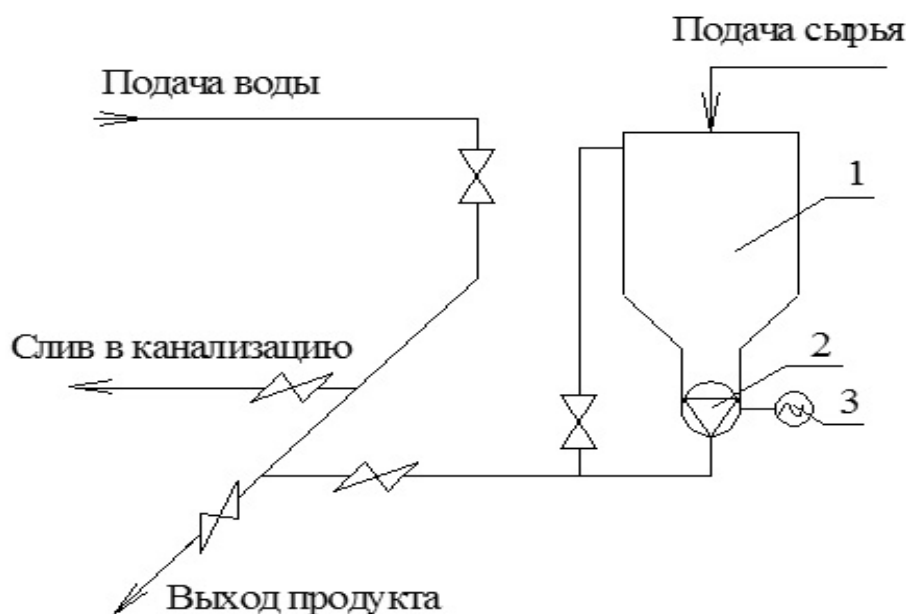 Подача сырья
Подача воды
1
Слив в канализацию
2
3
Выход продукта